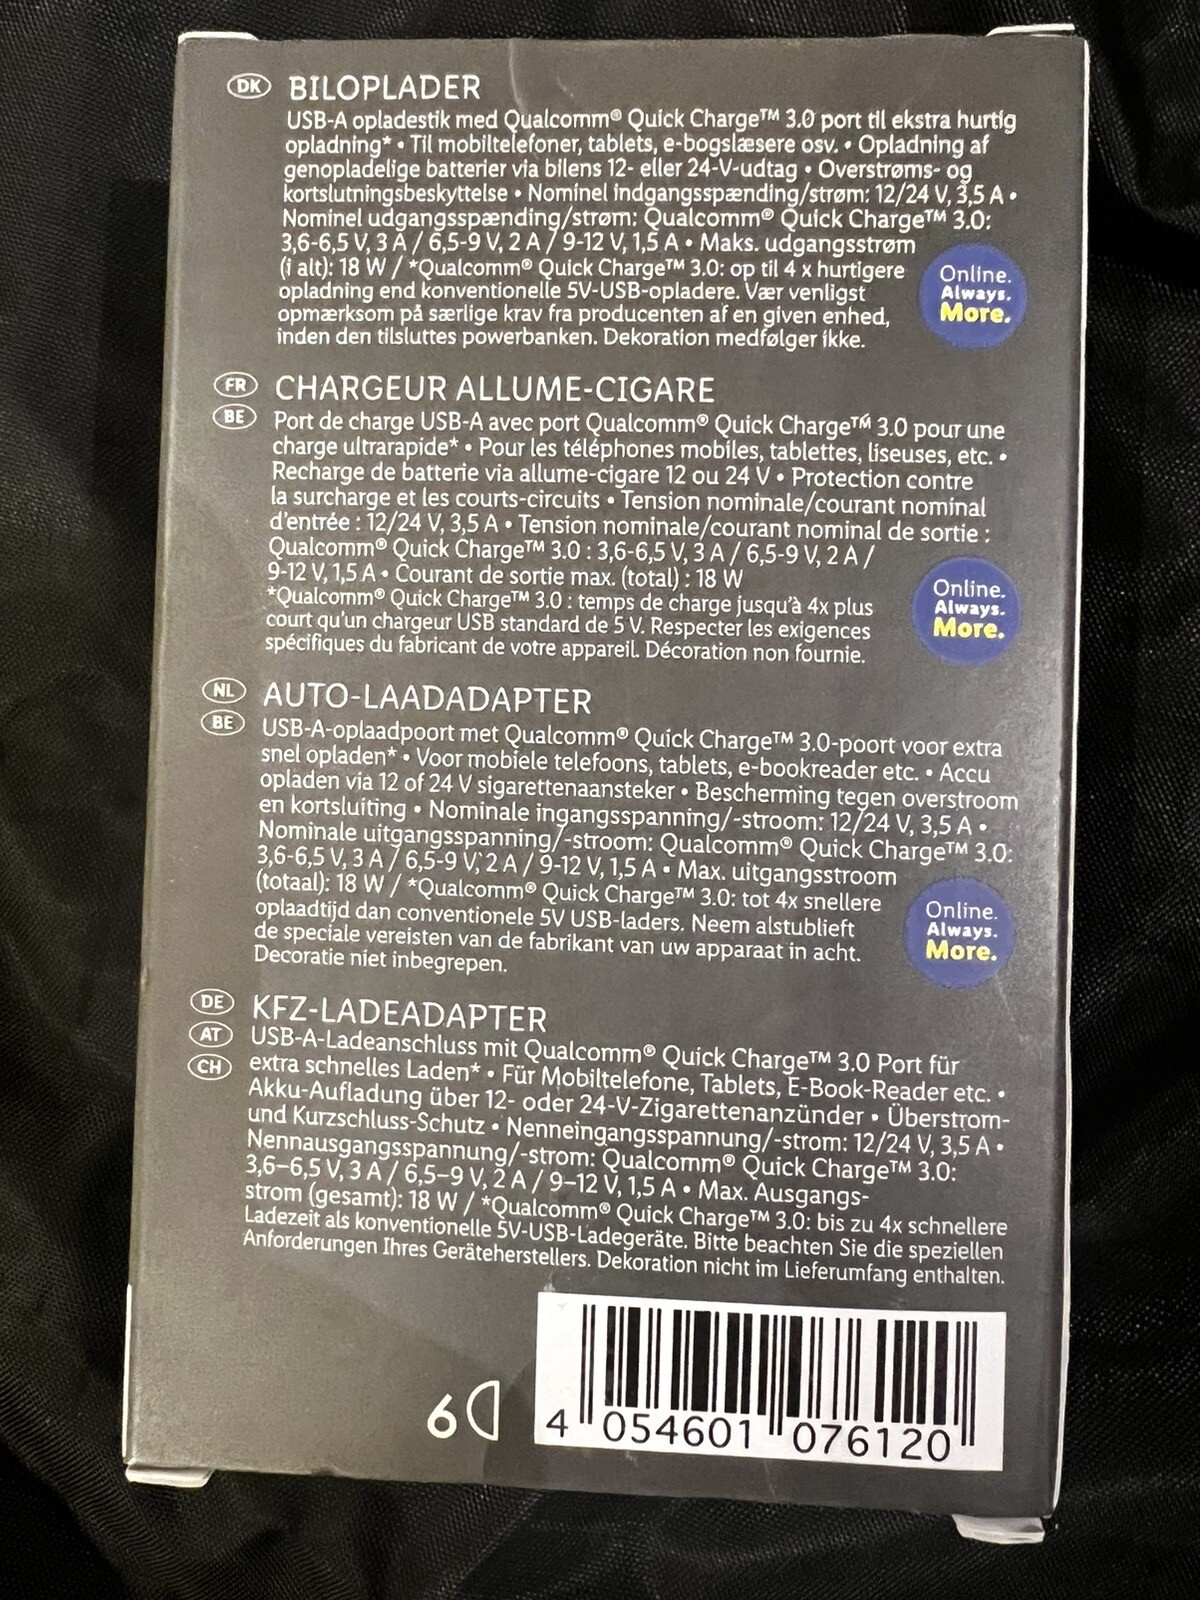 DK BILOPLADER
USB-A opladestik med Qualcomm® Quick Charge™ 3.0 port til ekstra hurtig
opladning* • Til mobiltelefoner, tablets, e-bogslæsere osv. • Opladning af
genopladelige batterier via bilens 12- eller 24-V-udtag • Overstrøms- og
kortslutningsbeskyttelse • Nominel indgangsspænding/strøm: 12/24 V, 3,5 A •
Nominel udgangsspænding/strøm: Qualcomm® Quick Charge™ 3.0:
3,6-6,5 V, 3 A / 6,5-9 V, 2 A / 9-12 V, 1,5 A • Maks. udgangsstrøm
(i alt): 18 W / *Qualcomm® Quick Charge™ 3.0: op til 4 x hurtigere
opladning end konventionelle 5V-USB-opladere. Vær venligst
opmærksom på særlige krav fra producenten af en given enhed,
inden den tilsluttes powerbanken. Dekoration medfølger ikke.
Online.
Always.
More.
FR CHARGEUR ALLUME-CIGARE
BE
Port de charge USB-A avec port Qualcomm® Quick Charge™ 3.0 pour une
charge ultrarapide* • Pour les téléphones mobiles, tablettes, liseuses, etc. •
Recharge de batterie via allume-cigare 12 ou 24 V • Protection contre
la surcharge et les courts-circuits • Tension nominale/courant nominal
d'entrée : 12/24 V, 3,5 A • Tension nominale/courant nominal de sortie :
Qualcomm® Quick Charge™ 3.0 : 3,6-6,5 V, 3 A / 6,5-9 V, 2 A /
9-12 V, 1,5 A • Courant de sortie max. (total) : 18 W
*Qualcomm® Quick Charge™ 3.0 : temps de charge jusqu'à 4x plus
court qu'un chargeur USB standard de 5 V. Respecter les exigences
spécifiques du fabricant de votre appareil. Décoration non fournie.
Online.
Always.
More.
NL AUTO-LAADADAPTER
BE
USB-A-oplaadpoort met Qualcomm® Quick Charge™ 3.0-poort voor extra
snel opladen* • Voor mobiele telefoons, tablets, e-bookreader etc. • Accu
opladen via 12 of 24 V sigarettenaansteker • Bescherming tegen overstroom
en kortsluiting • Nominale ingangsspanning/-stroom: 12/24 V, 3,5 A •
Nominale uitgangsspanning/-stroom: Qualcomm® Quick Charge™ 3.0:
3,6-6,5 V, 3 A / 6,5-9 V, 2 A / 9-12 V, 1,5 A • Max. uitgangsstroom
(totaal): 18 W / *Qualcomm® Quick Charge™ 3.0: tot 4x snellere
oplaadtijd dan conventionele 5V USB-laders. Neem alstublieft
de speciale vereisten van de fabrikant van uw apparaat in acht.
Decoratie niet inbegrepen.
Online.
Always.
More.
DE KFZ-LADEADAPTER
AT
CH
USB-A-Ladeanschluss mit Qualcomm® Quick Charge™ 3.0 Port für
extra schnelles Laden* • Für Mobiltelefone, Tablets, E-Book-Reader etc. •
Akku-Aufladung über 12- oder 24-V-Zigarettenanzünder • Überstrom-
und Kurzschluss-Schutz • Nenneingangsspannung/-strom: 12/24 V, 3,5 A •
Nennausgangsspannung/-strom: Qualcomm® Quick Charge™ 3.0:
3,6–6,5 V, 3 A / 6,5–9 V, 2 A / 9–12 V, 1,5 A • Max. Ausgangs-
strom (gesamt): 18 W / *Qualcomm® Quick Charge™ 3.0: bis zu 4x schnellere
Ladezeit als konventionelle 5V-USB-Ladegeräte. Bitte beachten Sie die speziellen
Anforderungen Ihres Geräteherstellers. Dekoration nicht im Lieferumfang enthalten.
6
4 054601 076120